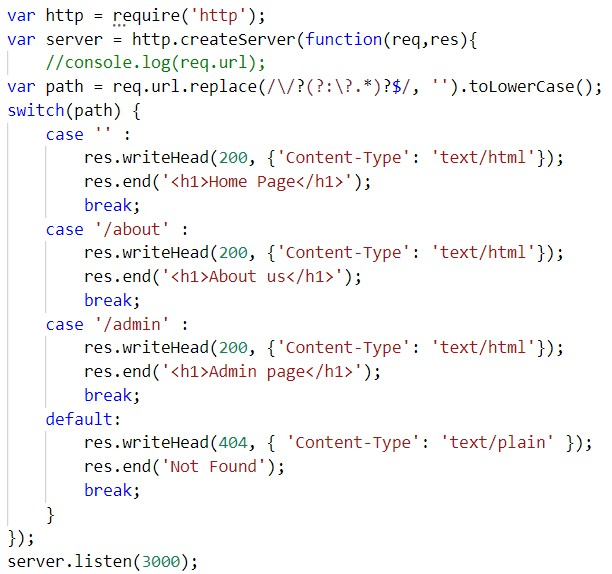 var http = require('http');
var server = http.createServer(function(req,res){
    //console.log(req.url);
var path = req.url.replace(/\/?(?:\?.*)?$/, '').toLowerCase();
switch(path) {
    case '' :
        res.writeHead(200, {'Content-Type': 'text/html'});
        res.end('<h1>Home Page</h1>');
        break;
    case '/about' :
        res.writeHead(200, {'Content-Type': 'text/html'});
        res.end('<h1>About us</h1>');
        break;
    case '/admin' :
        res.writeHead(200, {'Content-Type': 'text/html'});
        res.end('<h1>Admin page</h1>');
        break;
    default:
        res.writeHead(404, { 'Content-Type': 'text/plain' });
        res.end('Not Found');
        break;
    }
});
server.listen(3000);